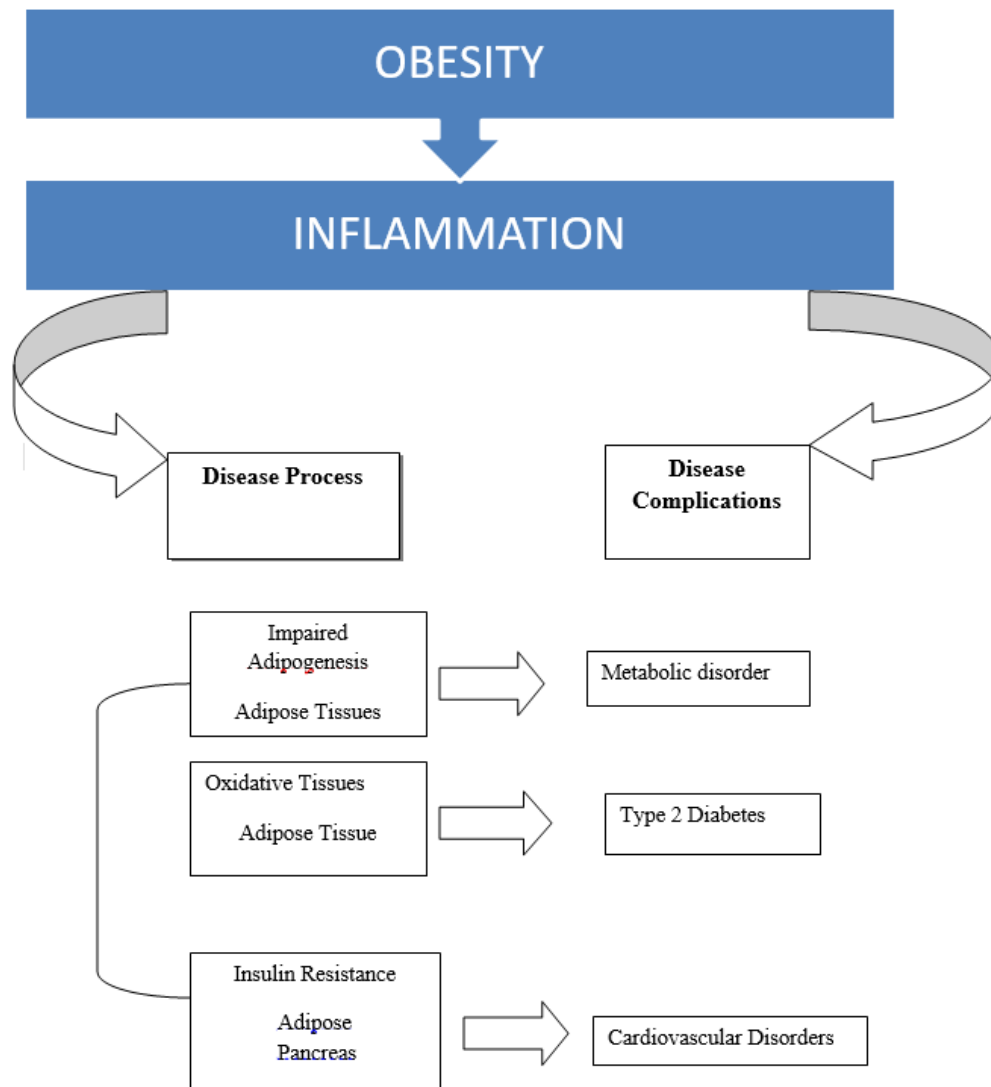 OBESITY
INFLAMMATION
Disease Process
Disease
Complications
Impaired
Adipogenesis
Adipose Tissues
Metabolic disorder
Oxidative Tissues
Adipose Tissue
Type 2 Diabetes
Insulin Resistance
Adipose
Pancreas
Cardiovascular Disorders